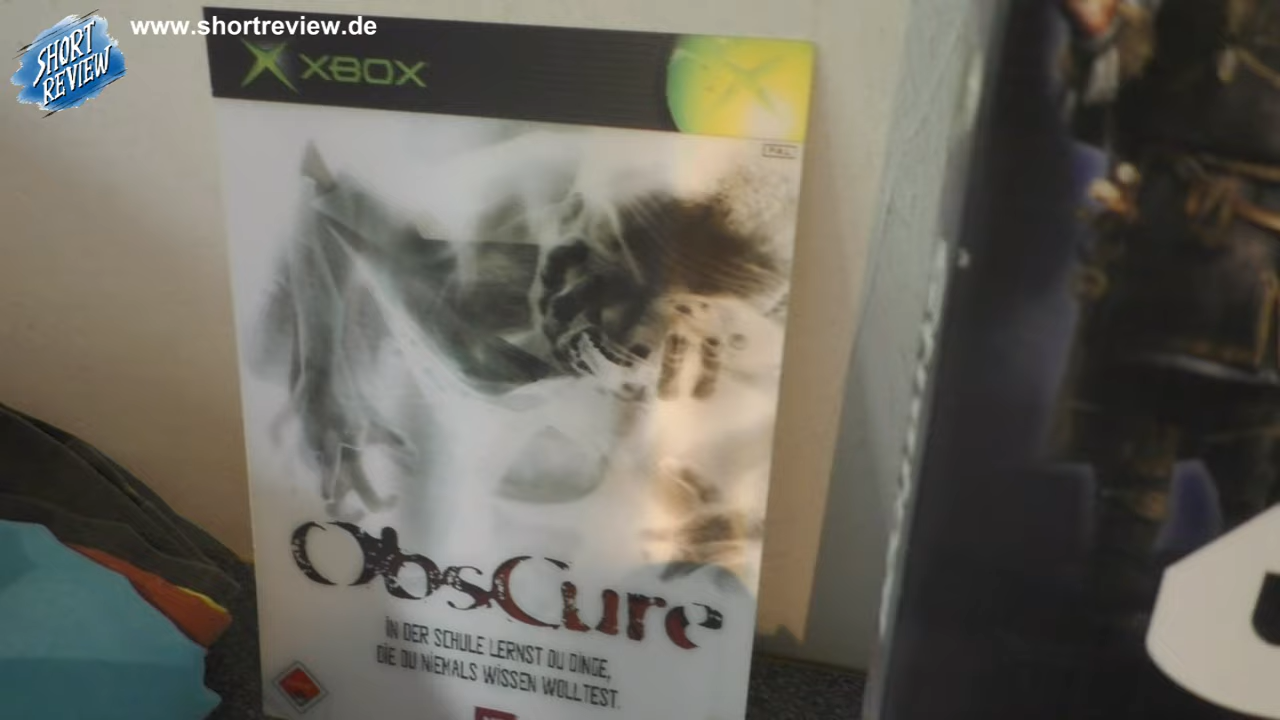 SHORT
REVIEW
www.shortreview.de
XBOX
PAL
ObsCure
IN DER SCHULE LERNST DU DINGE,
DIE DU NIEMALS WISSEN WOLLTEST.